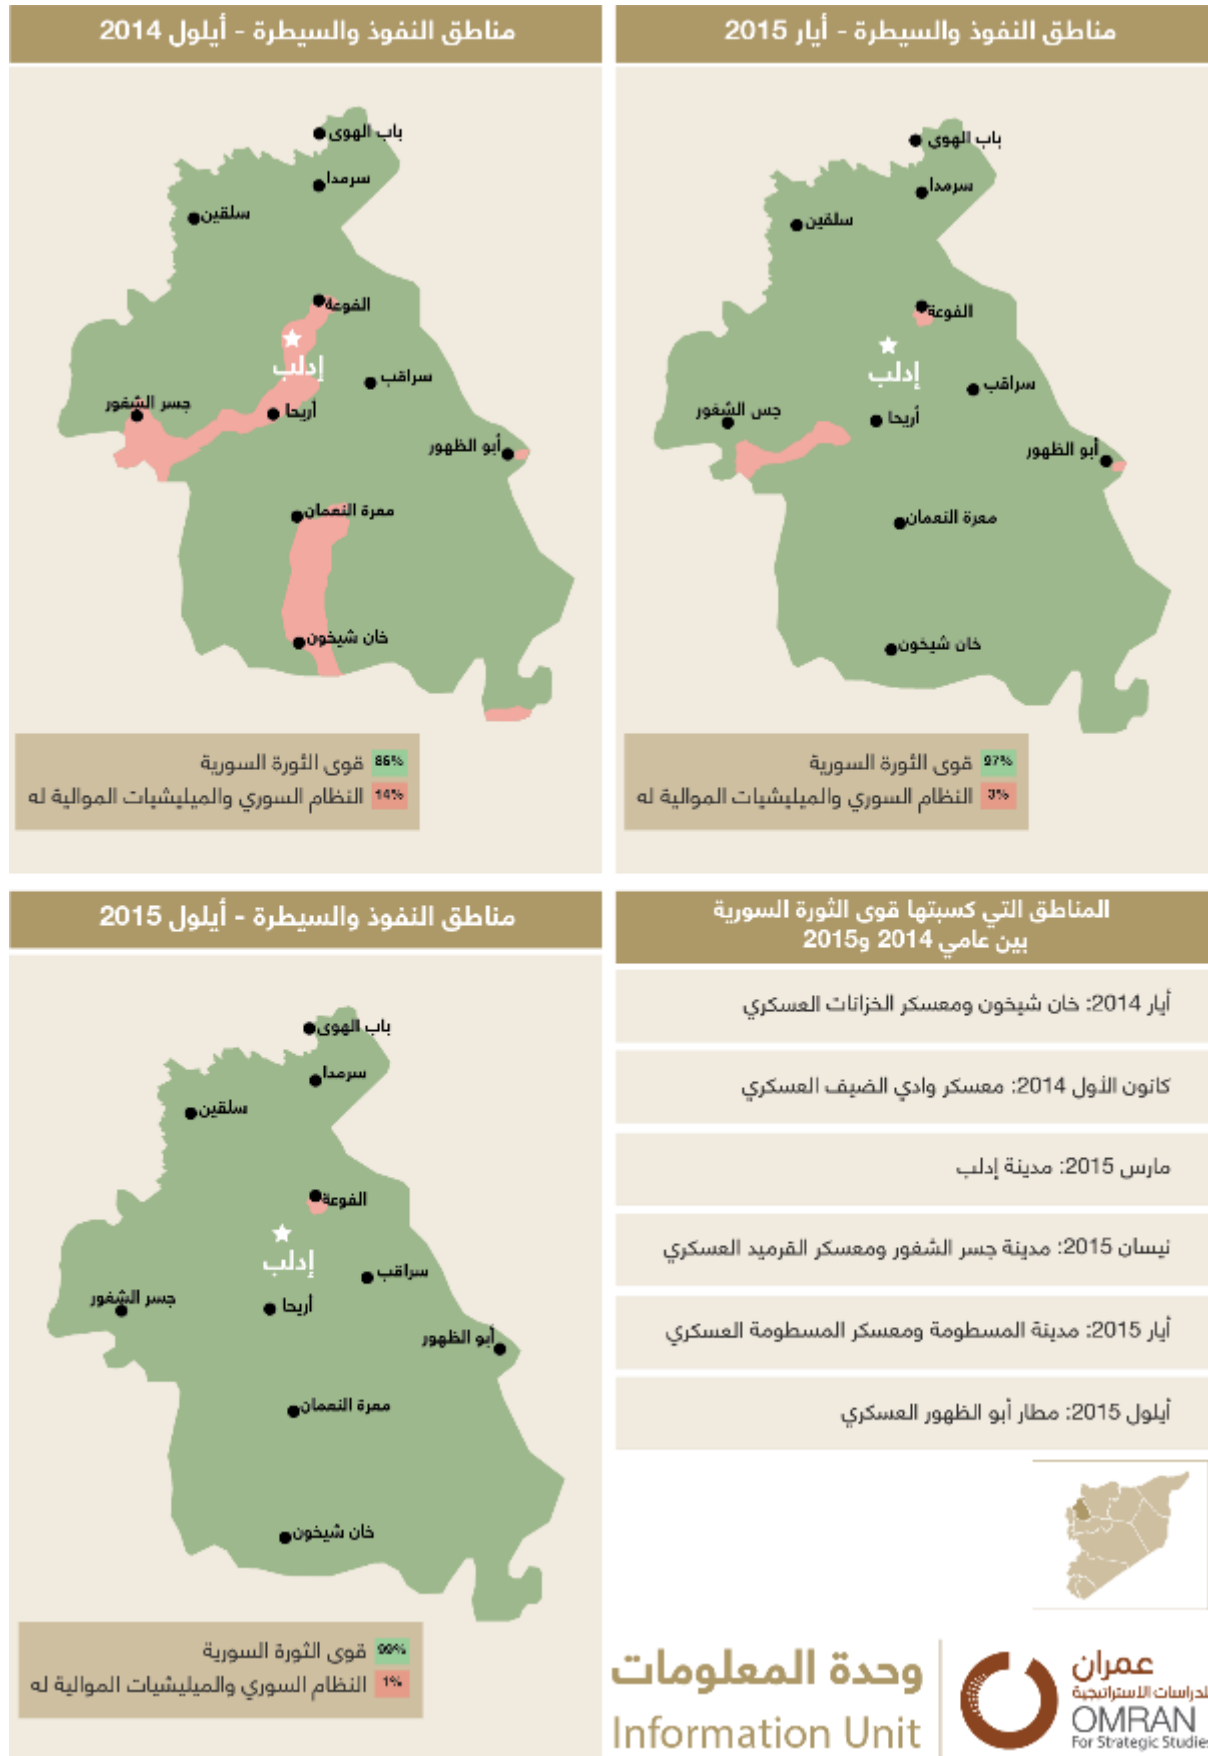 مناطق النفوذ والسيطرة - أيلول 2014
باب الهوى
سرمدا
سلقين
الفوعة
إدلب
سراقب
جسر الشغور
أريحا
أبو الظهور
معرة النعمان
خان شيخون
86% قوى الثورة السورية
14% النظام السوري والميليشيات الموالية له
مناطق النفوذ والسيطرة - أيار 2015
باب الهوى
سرمدا
سلقين
الفوعة
إدلب
سراقب
جس الشغور
أريحا
أبو الظهور
معرة النعمان
خان شيخون
97% قوى الثورة السورية
3% النظام السوري والميليشيات الموالية له
مناطق النفوذ والسيطرة - أيلول 2015
باب الهوى
سرمدا
سلقين
الفوعة
إدلب
سراقب
جسر الشغور
أريحا
أبو الظهور
معرة النعمان
خان شيخون
99% قوى الثورة السورية
1% النظام السوري والميليشيات الموالية له
المناطق التي كسبتها قوى الثورة السورية
بين عامي 2014 و2015
أيار 2014: خان شيخون ومعسكر الخزانات العسكري
كانون الأول 2014: معسكر وادي الضيف العسكري
مارس 2015: مدينة إدلب
نيسان 2015: مدينة جسر الشغور ومعسكر القرميد العسكري
أيار 2015: مدينة المسطومة ومعسكر المسطومة العسكري
أيلول 2015: مطار أبو الظهور العسكري
وحدة المعلومات
Information Unit
عمران
للدراسات الاستراتيجية
OMRAN
For Strategic Studies